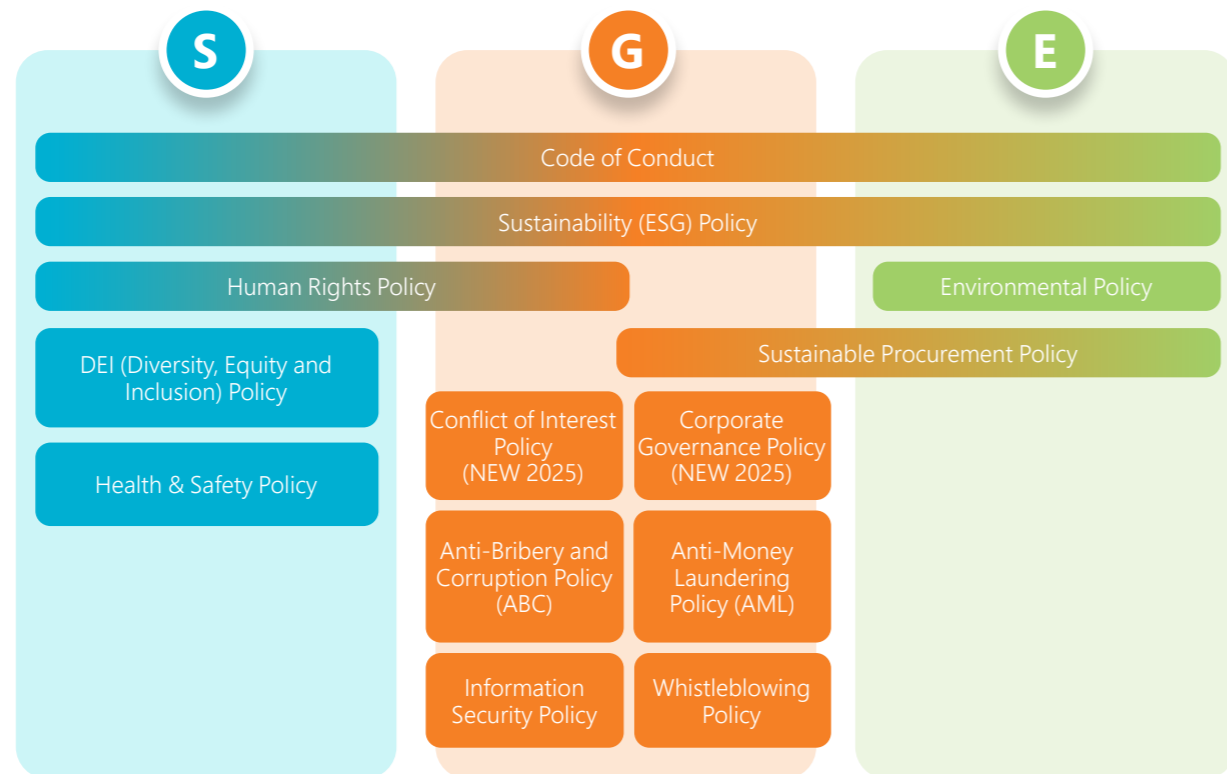 S
G
E
Code of Conduct
Sustainability (ESG) Policy
Human Rights Policy
Environmental Policy
DEI (Diversity, Equity and
Inclusion) Policy
Sustainable Procurement Policy
Health & Safety Policy
Conflict of Interest
Policy
(NEW 2025)
Corporate
Governance Policy
(NEW 2025)
Anti-Bribery and
Corruption Policy
(ABC)
Anti-Money
Laundering
Policy (AML)
Information
Security Policy
Whistleblowing
Policy